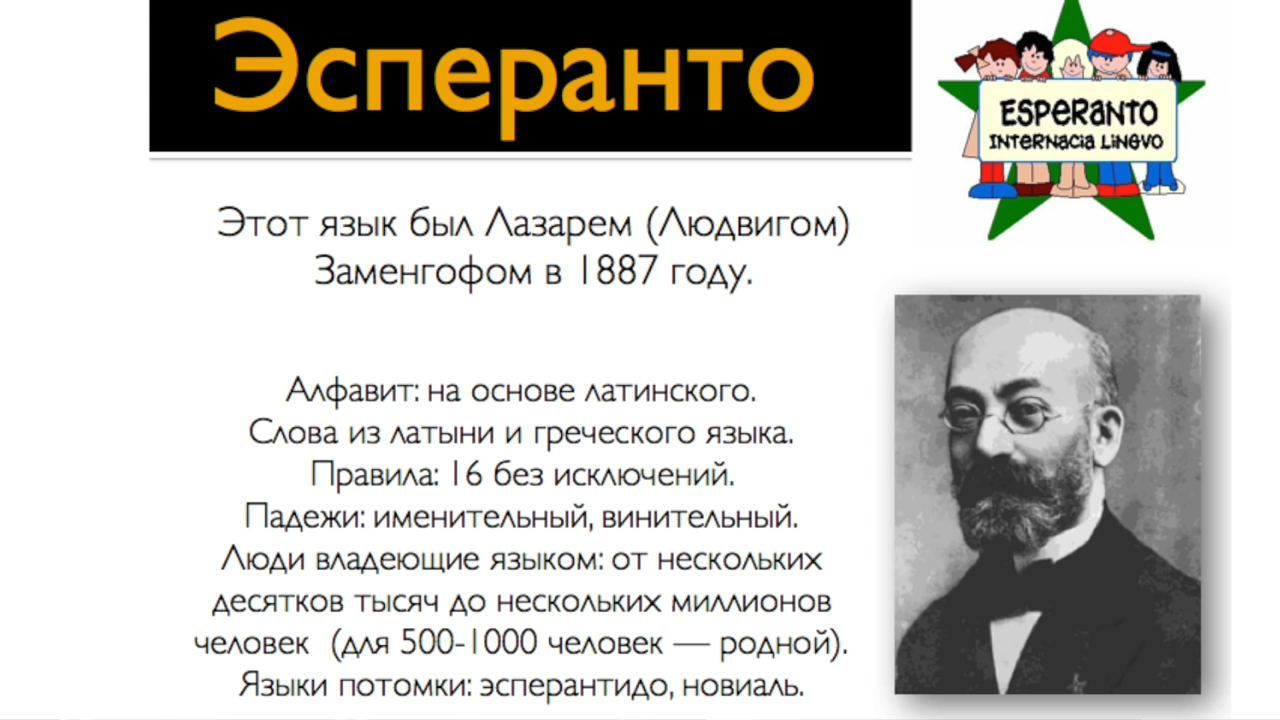 Эсперанто
ESPERANTO
INTERNACIA LINGVO
Этот язык был Лазарем (Людвигом)
Заменгофом в 1887 году.
Алфавит: на основе латинского.
Слова из латыни и греческого языка.
Правила: 16 без исключений.
Падежи: именительный, винительный.
Люди владеющие языком: от нескольких
десятков тысяч до нескольких миллионов
человек (для 500-1000 человек — родной).
Языки потомки: эсперантидо, новиаль.